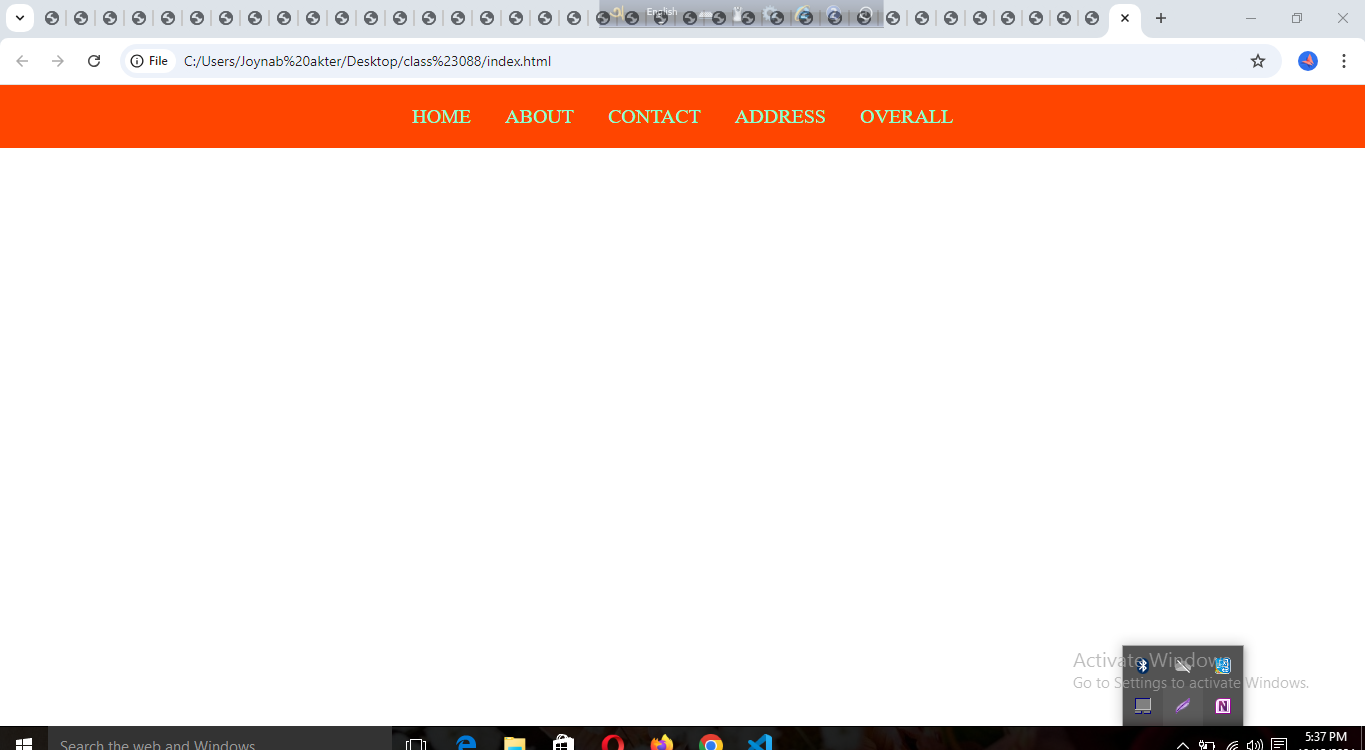 English
File C:/Users/Joynab%20akter/Desktop/class%23088/index.html
HOME ABOUT CONTACT ADDRESS OVERALL
Activate Windows
Go to Settings to activate Windows.
N
Search the web and Windows
5:37 PM